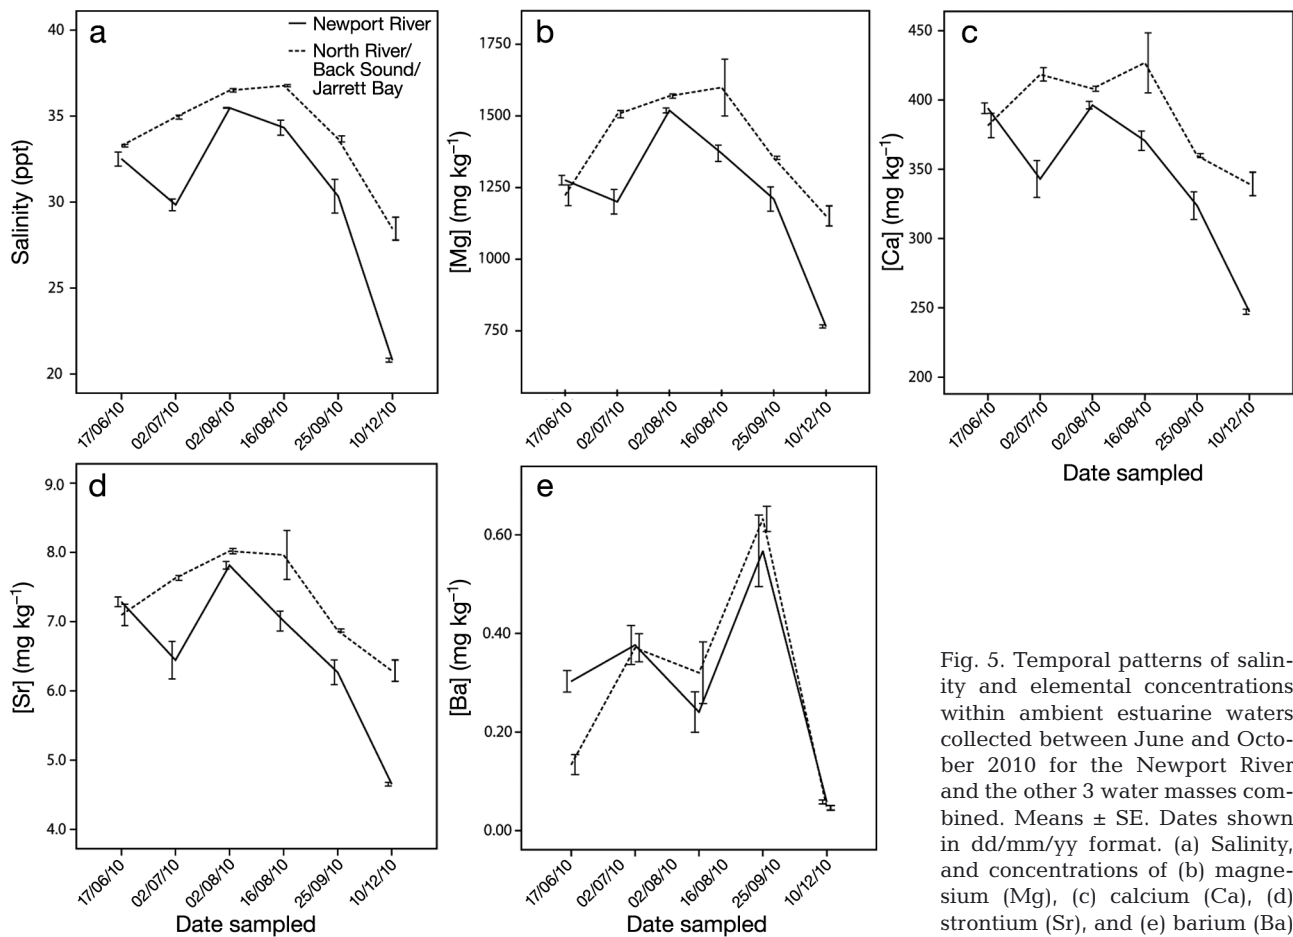 a
Newport River
North River/
Back Sound/
Jarrett Bay
Salinity (ppt)
40
35
30
25
20
17/06/10
02/07/10
02/08/10
16/08/10
25/09/10
10/12/10
b
[Mg] (mg kg⁻¹)
1750
1500
1250
1000
750
17/06/10
02/07/10
02/08/10
16/08/10
25/09/10
10/12/10
c
[Ca] (mg kg⁻¹)
450
400
350
300
250
200
17/06/10
02/07/10
02/08/10
16/08/10
25/09/10
10/12/10
Date sampled
d
[Sr] (mg kg⁻¹)
9.0
8.0
7.0
6.0
5.0
4.0
17/06/10
02/07/10
02/08/10
16/08/10
25/09/10
10/12/10
Date sampled
e
[Ba] (mg kg⁻¹)
0.60
0.40
0.20
0.00
17/06/10
02/07/10
02/08/10
16/08/10
25/09/10
10/12/10
Date sampled
Fig. 5. Temporal patterns of salin-
ity and elemental concentrations
within ambient estuarine waters
collected between June and Octo-
ber 2010 for the Newport River
and the other 3 water masses com-
bined. Means ± SE. Dates shown
in dd/mm/yy format. (a) Salinity,
and concentrations of (b) magne-
sium (Mg), (c) calcium (Ca), (d)
strontium (Sr), and (e) barium (Ba)